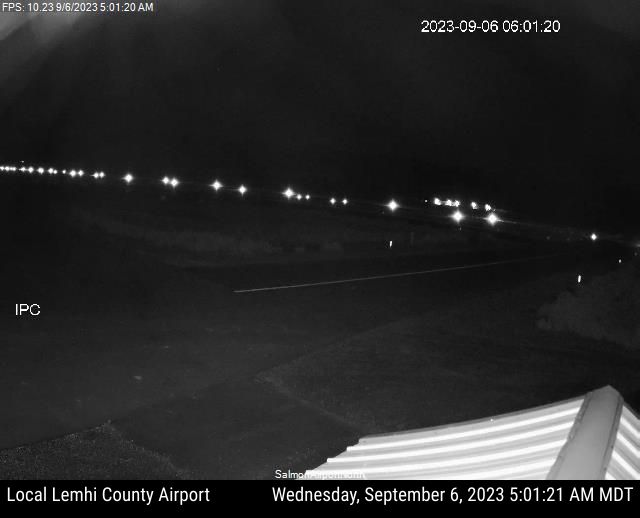 FPS: 10.23 9/6/2023 5:01:20 AM
2023-09-06 06:01:20
IPC
SalmonAirportNorth
Local Lemhi County Airport Wednesday, September 6, 2023 5:01:21 AM MDT